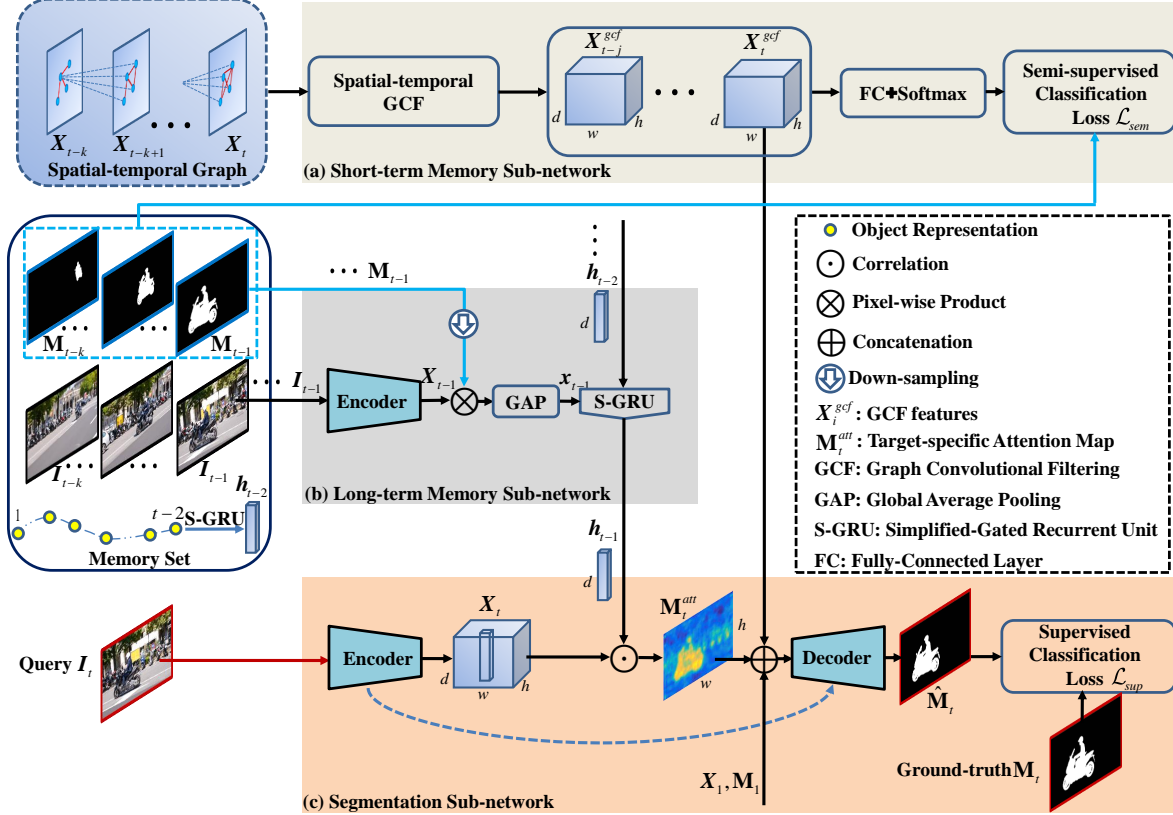 X_{t-k}
X_{t-k+1}
• • •
X_t
Spatial-temporal Graph
Spatial-temporal
GCF
X_{t-j}^{gcf}
d
w
h
• • •
X_t^{gcf}
d
w
h
FC+Softmax
Semi-supervised
Classification
Loss ℒ_{sem}
(a) Short-term Memory Sub-network
• • •
• • •
M_{t-k}
M_{t-1}
• • •
• • •
I_{t-k}
I_{t-1}
h_{t-2}
1
t-2
S-GRU
Memory Set
• • • M_{t-1}
• • • I_{t-1}
Encoder
X_{t-1}
GAP
x_{t-1}
h_{t-2}
d
S-GRU
(b) Long-term Memory Sub-network
Object Representation
Correlation
Pixel-wise Product
Concatenation
Down-sampling
X_i^{gcf} : GCF features
M_t^{att} : Target-specific Attention Map
GCF: Graph Convolutional Filtering
GAP: Global Average Pooling
S-GRU: Simplified-Gated Recurrent Unit
FC: Fully-Connected Layer
h_{t-1}
d
Query I_t
Encoder
X_t
d
w
h
M_t^{att}
h
w
Decoder
M̂_t
Supervised
Classification
Loss ℒ_{sup}
Ground-truth M_t
X_1, M_1
(c) Segmentation Sub-network